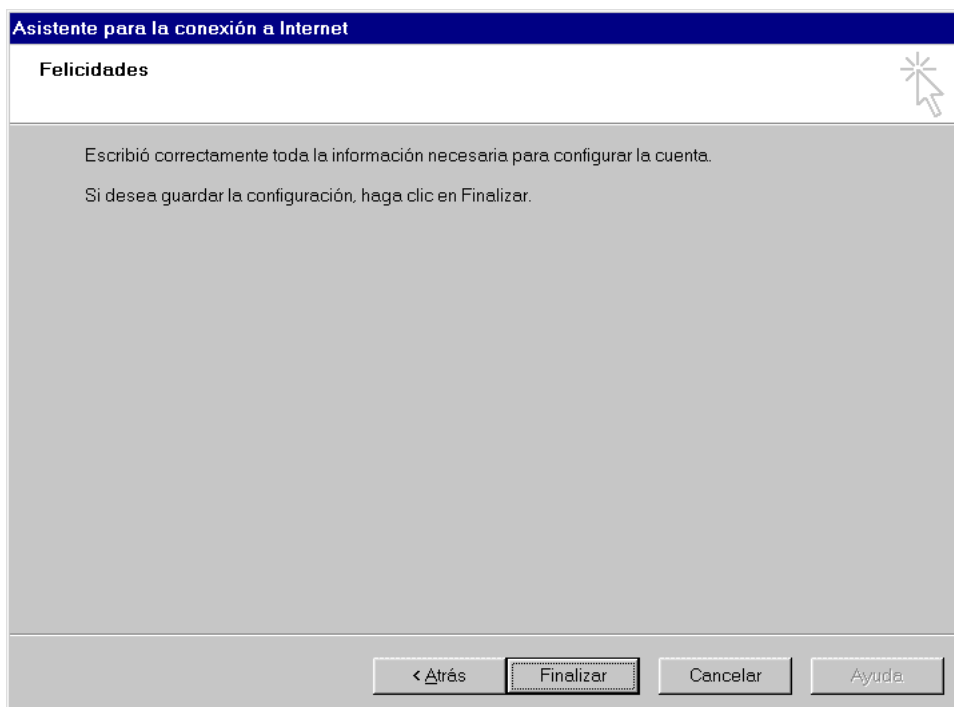 Asistente para la conexión a Internet
Felicidades
Escribió correctamente toda la información necesaria para configurar la cuenta.
Si desea guardar la configuración, haga clic en Finalizar.
< Atrás
Finalizar
Cancelar
Ayuda